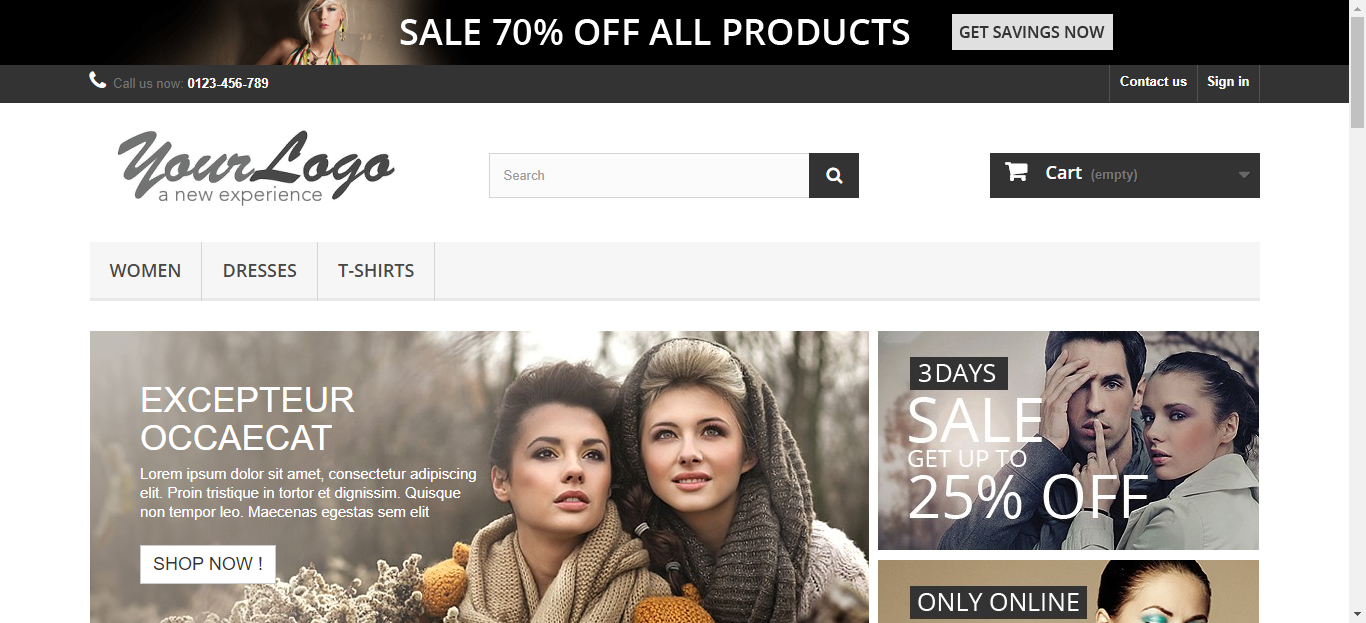 SALE 70% OFF ALL PRODUCTS
GET SAVINGS NOW
Call us now: 0123-456-789
Contact us
Sign in
YourLogo
a new experience
Search
Cart (empty)
WOMEN
DRESSES
T-SHIRTS
EXCEPTEUR
OCCAECAT
Lorem ipsum dolor sit amet, consectetur adipiscing
elit. Proin tristique in tortor et dignissim. Quisque
non tempor leo. Maecenas egestas sem elit
SHOP NOW !
3 DAYS
SALE
GET UP TO
25% OFF
ONLY ONLINE